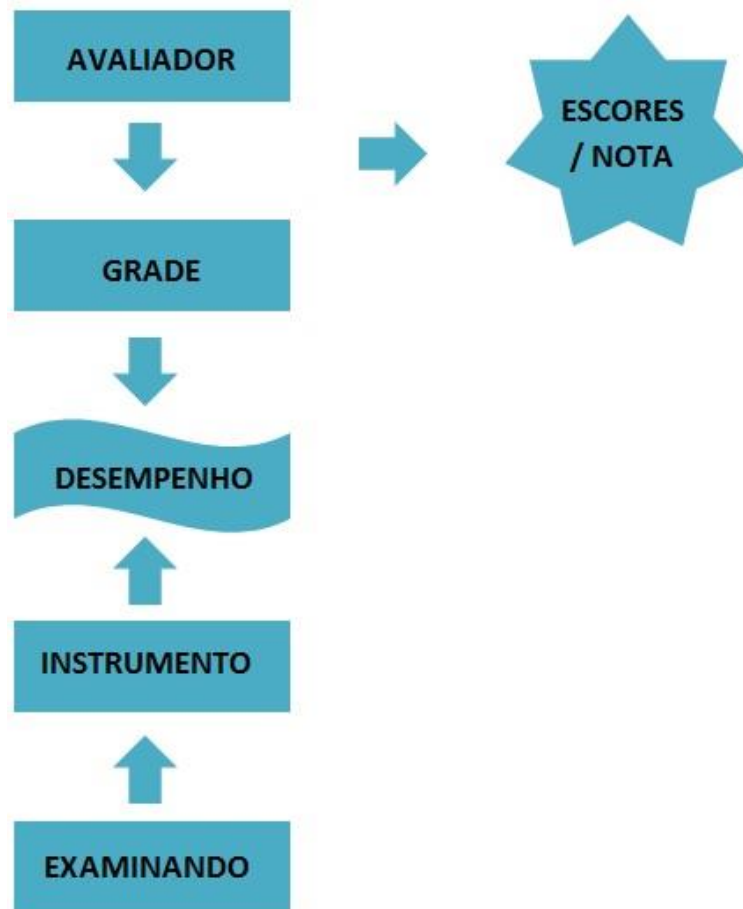 AVALIADOR
ESCORES
/ NOTA
GRADE
DESEMPENHO
INSTRUMENTO
EXAMINANDO